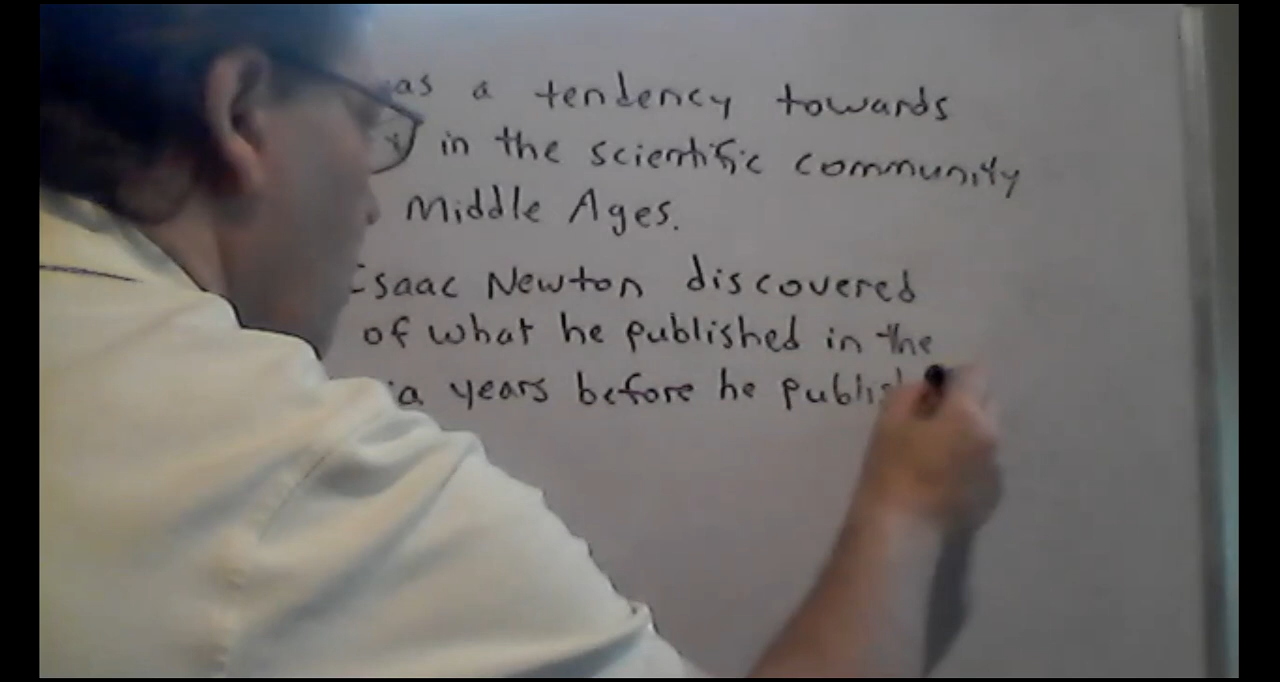 as a tendency towards
in the scientific community
Middle Ages.
Isaac Newton discovered
of what he published in the
years before he